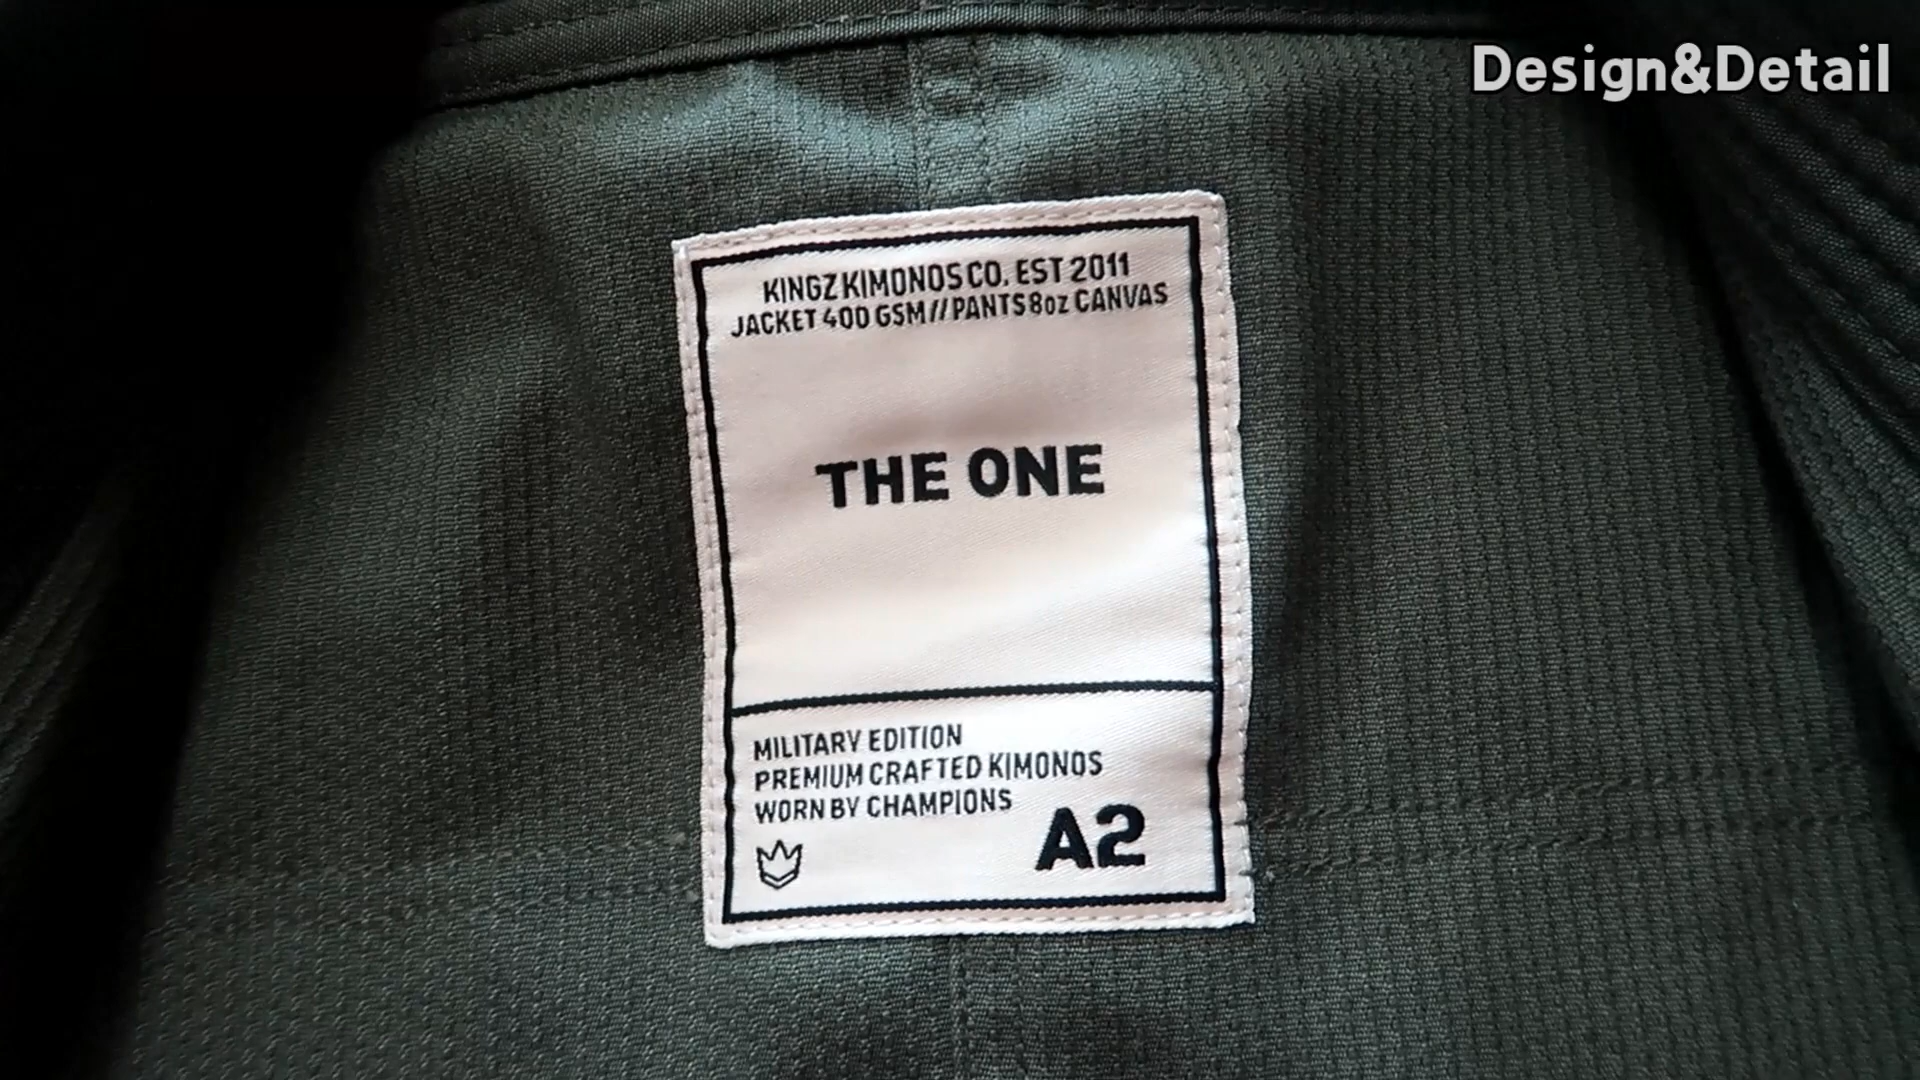 Design&Detail
KINGZ KIMONOS CO. EST 2011
JACKET 400 GSM // PANTS 8oz CANVAS
THE ONE
MILITARY EDITION
PREMIUM CRAFTED KIMONOS
WORN BY CHAMPIONS
A2